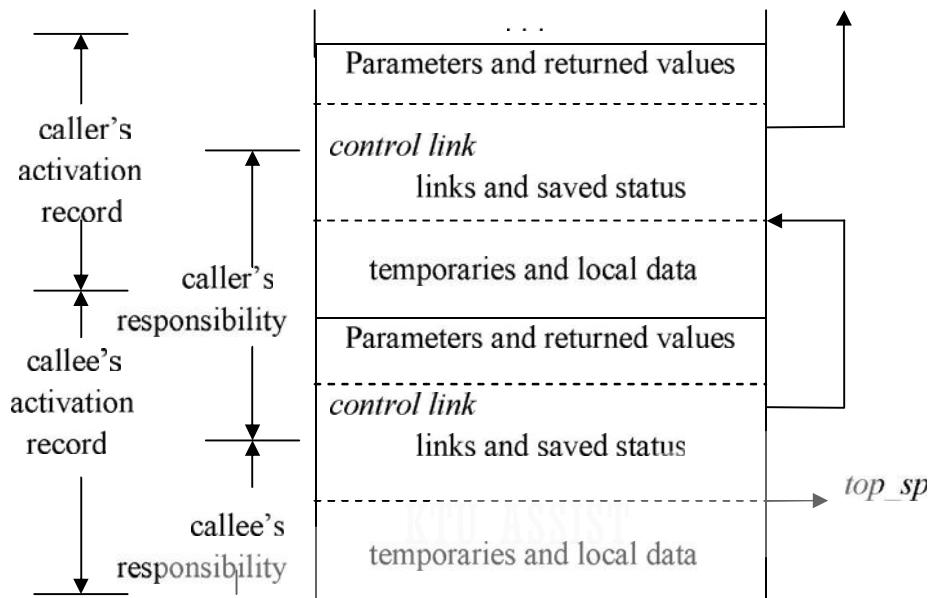 . . .
Parameters and returned values
caller's
activation
record
control link
links and saved status
caller's
responsibility
temporaries and local data
Parameters and returned values
callee's
activation
record
control link
links and saved status
top_sp
callee's
responsibility
KTU ASSIST
temporaries and local data